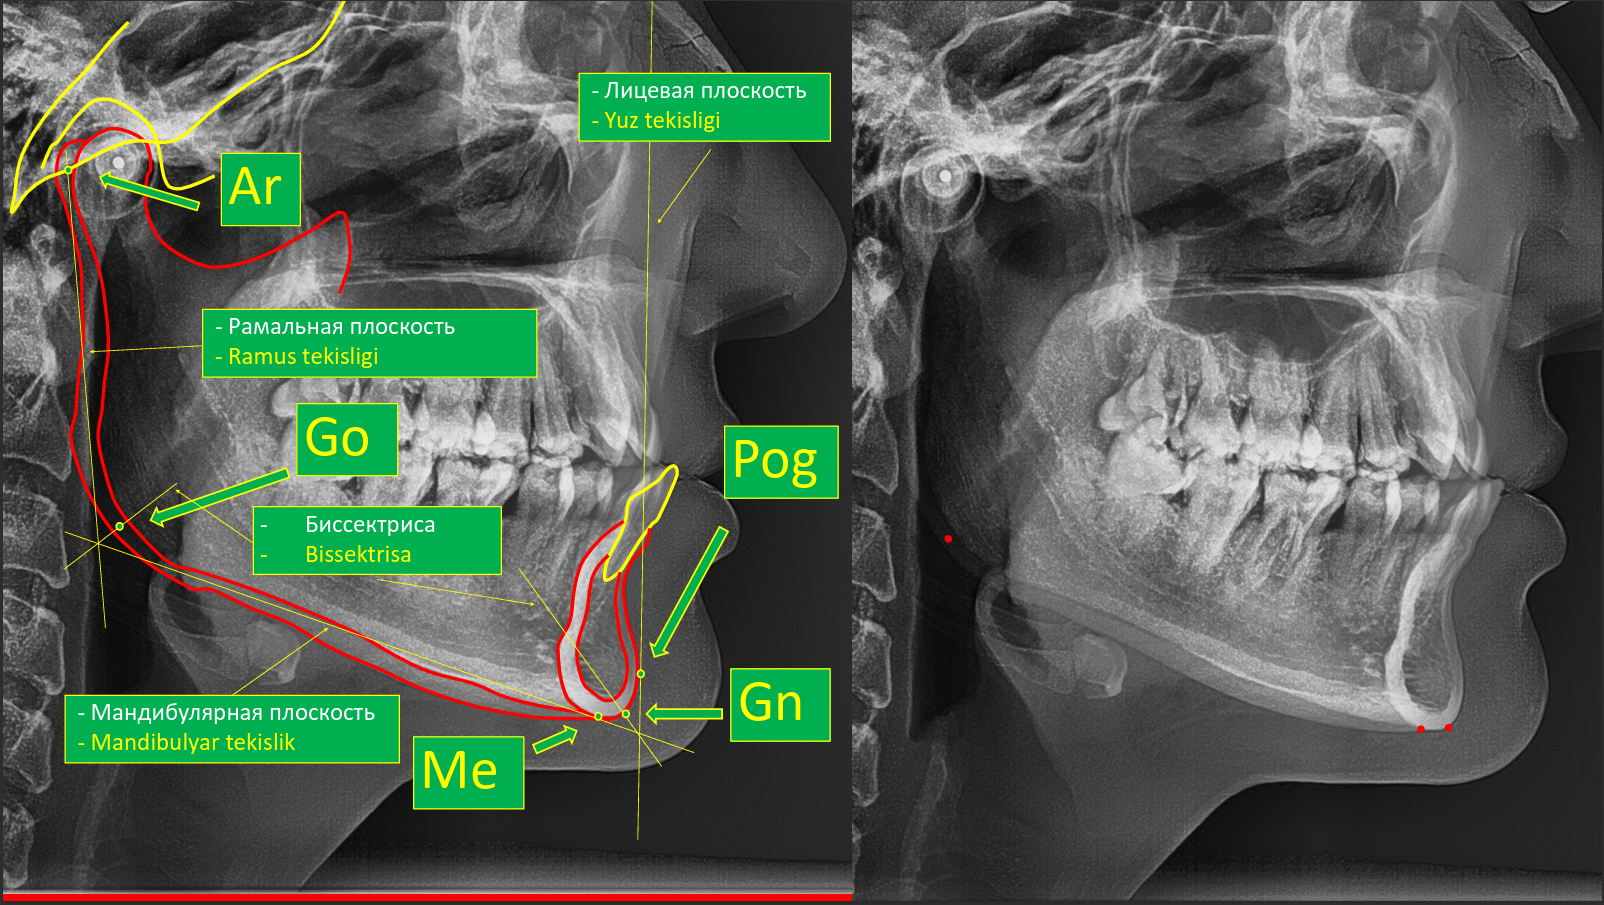 - Лицевая плоскость
- Yuz tekisligi
Ar
- Рамальная плоскость
- Ramus tekisligi
Go
Pog
- Биссектриса
- Bissektrisa
Gn
- Мандибулярная плоскость
- Mandibulyar tekislik
Me